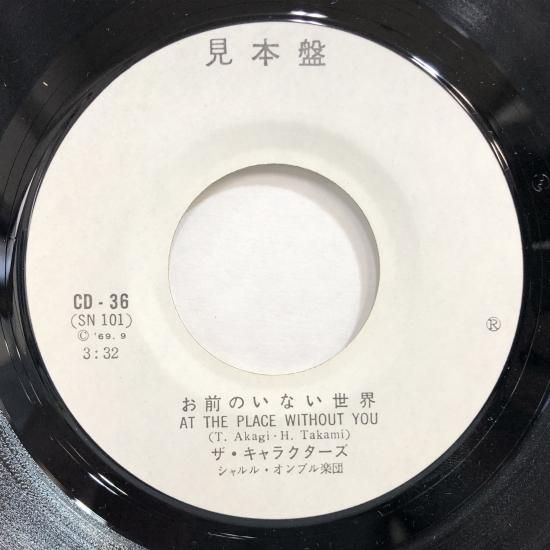 見本盤
CD - 36
(SN 101)
© '69. 9
3 : 32
Ⓡ
お前のいない世界
AT THE PLACE WITHOUT YOU
(T. Akagi・H. Takami)
ザ・キャラクターズ
シャルル・オンブル楽団